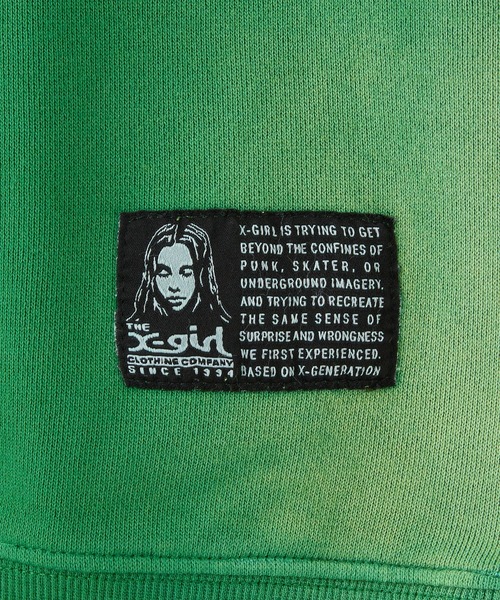 THE
X-girl
CLOTHING COMPANY
SINCE 1994
X-GIRL IS TRYING TO GET
BEYOND THE CONFINES OF
PUNK, SKATER, OR
UNDERGROUND IMAGERY,
AND TRYING TO RECREATE
THE SAME SENSE OF
SURPRISE AND WRONGNESS
WE FIRST EXPERIENCED.
BASED ON X-GENERATION